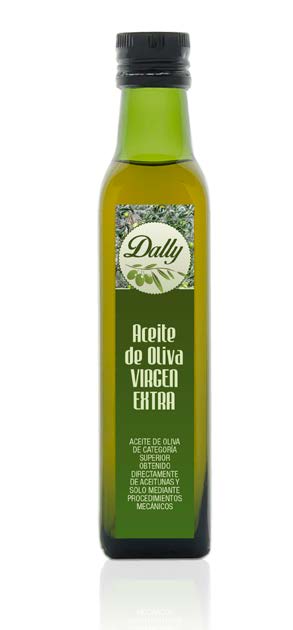 Dally
Aceite
de Oliva
VIRGEN
EXTRA
ACEITE DE OLIVA
DE CATEGORÍA
SUPERIOR
OBTENIDO
DIRECTAMENTE
DE ACEITUNAS Y
SOLO MEDIANTE
PROCEDIMIENTOS
MECÁNICOS